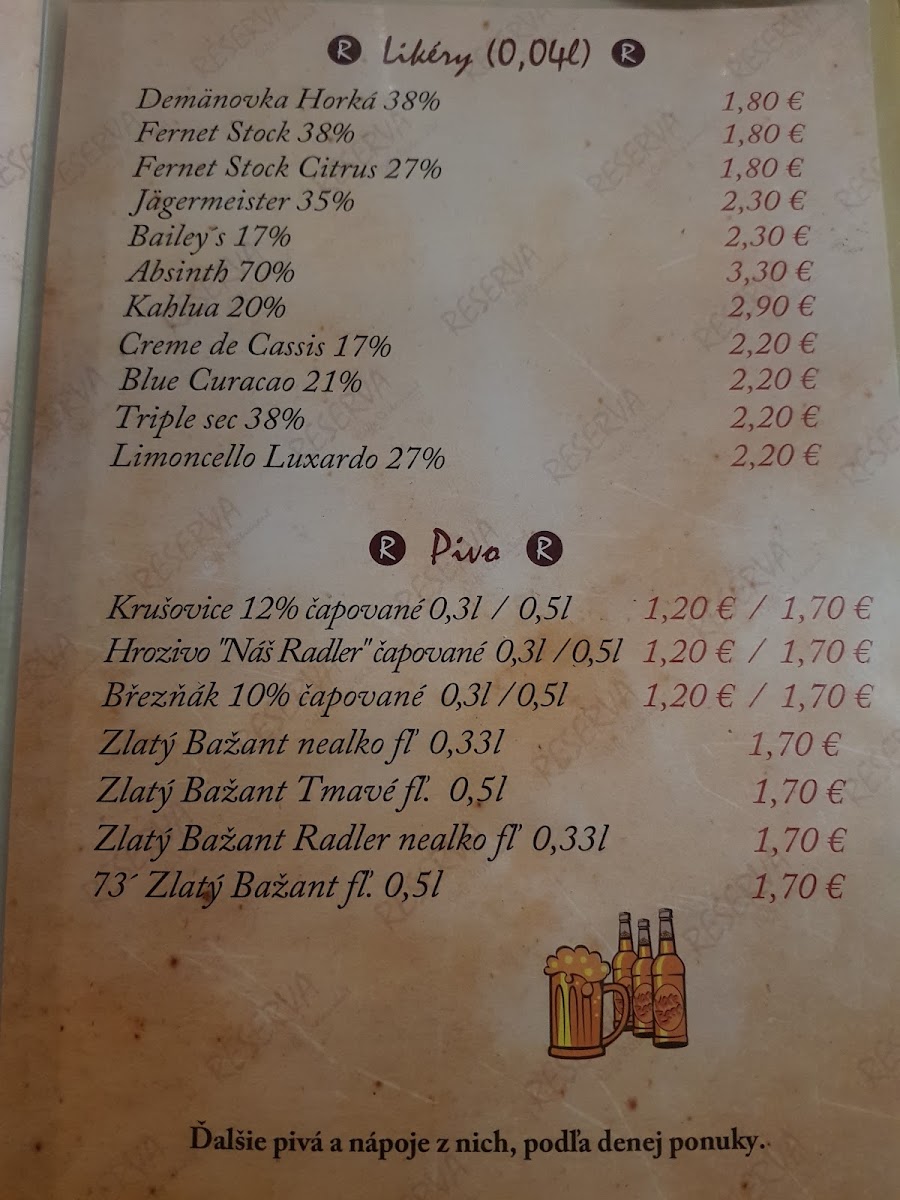 R Likéry (0,04l) R
Demänovka Horká 38% 1,80 €
Fernet Stock 38% 1,80 €
Fernet Stock Citrus 27% 1,80 €
Jägermeister 35% 2,30 €
Bailey´s 17% 2,30 €
Absinth 70% 3,30 €
Kahlua 20% 2,90 €
Creme de Cassis 17% 2,20 €
Blue Curacao 21% 2,20 €
Triple sec 38% 2,20 €
Limoncello Luxardo 27% 2,20 €
R Pivo R
Krušovice 12% čapované 0,3l / 0,5l 1,20 € / 1,70 €
Hrozivo "Náš Radler" čapované 0,3l / 0,5l 1,20 € / 1,70 €
Březňák 10% čapované 0,3l / 0,5l 1,20 € / 1,70 €
Zlatý Bažant nealko fľ 0,33l 1,70 €
Zlatý Bažant Tmavé fľ. 0,5l 1,70 €
Zlatý Bažant Radler nealko fľ 0,33l 1,70 €
73´ Zlatý Bažant fľ. 0,5l 1,70 €
Ďalšie pivá a nápoje z nich, podľa denej ponuky.